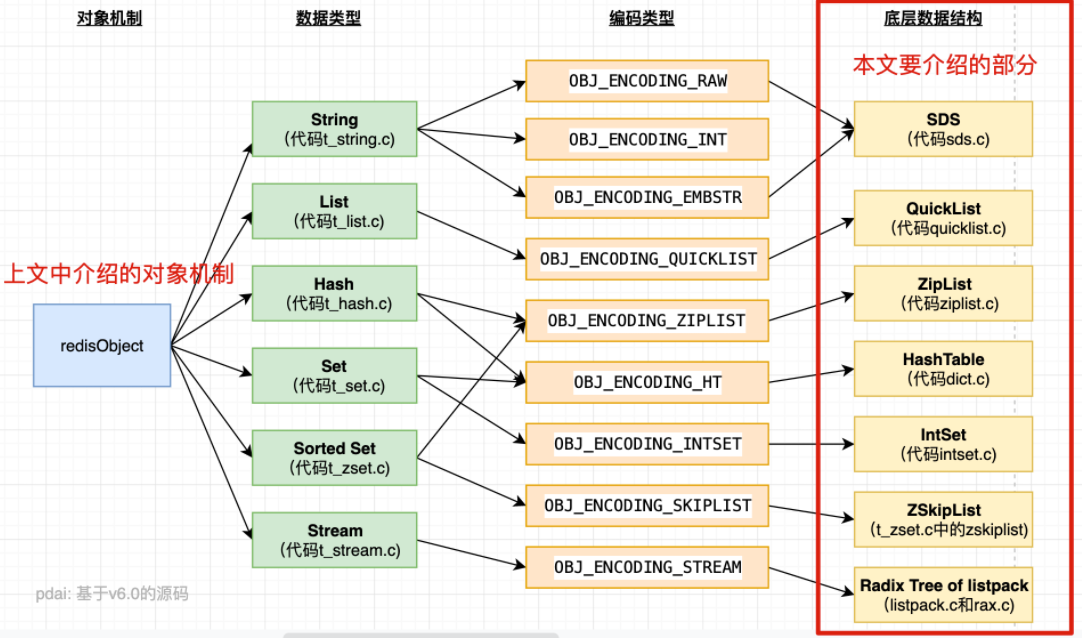 对象机制
数据类型
编码类型
底层数据结构
本文要介绍的部分
上文中介绍的对象机制
redisObject
String
（代码t_string.c）
List
（代码t_list.c）
Hash
（代码t_hash.c）
Set
（代码t_set.c）
Sorted Set
（代码t_zset.c）
Stream
（代码t_stream.c）
OBJ_ENCODING_RAW
OBJ_ENCODING_INT
OBJ_ENCODING_EMBSTR
OBJ_ENCODING_QUICKLIST
OBJ_ENCODING_ZIPLIST
OBJ_ENCODING_HT
OBJ_ENCODING_INTSET
OBJ_ENCODING_SKIPLIST
OBJ_ENCODING_STREAM
SDS
（代码sds.c）
QuickList
（代码quicklist.c）
ZipList
（代码ziplist.c）
HashTable
（代码dict.c）
IntSet
（代码intset.c）
ZSkipList
（t_zset.c中的zskiplist）
Radix Tree of listpack
（listpack.c和rax.c）
pdai: 基于v6.0的源码